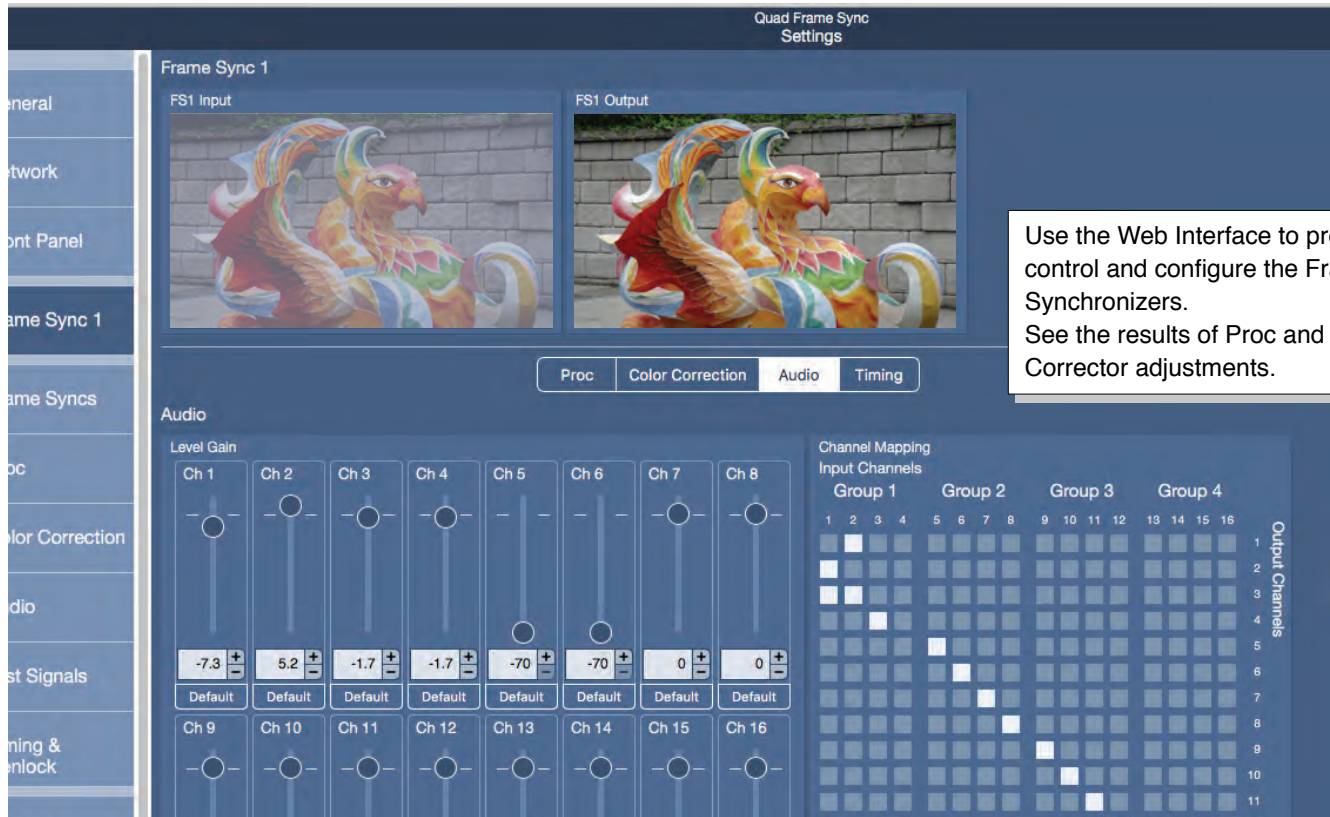 Quad Frame Sync
Settings
eneral
etwork
ont Panel
ame Sync 1
ame Syncs
oc
lor Correction
dio
st Signals
ming &
enlock
Frame Sync 1
FS1 Input
FS1 Output
Use the Web Interface to pr
control and configure the Fra
Synchronizers.
See the results of Proc and
Corrector adjustments.
Proc Color Correction Audio Timing
Audio
Level Gain
Ch 1 Ch 2 Ch 3 Ch 4 Ch 5 Ch 6 Ch 7 Ch 8
-7.3 + − 5.2 + − -1.7 + − -1.7 + − -70 + − -70 + − 0 + − 0 + −
Default Default Default Default Default Default Default Default
Ch 9 Ch 10 Ch 11 Ch 12 Ch 13 Ch 14 Ch 15 Ch 16
Channel Mapping
Input Channels
Group 1 Group 2 Group 3 Group 4
1 2 3 4 5 6 7 8 9 10 11 12 13 14 15 16
Output Channels
1
2
3
4
5
6
7
8
9
10
11